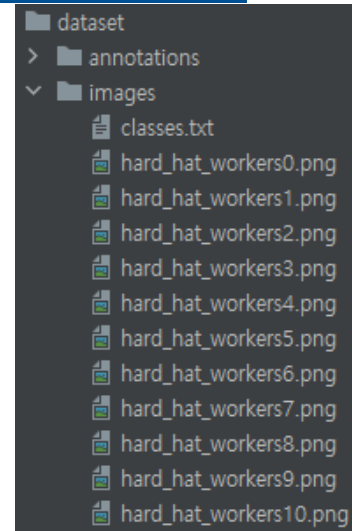 dataset
annotations
images
classes.txt
hard_hat_workers0.png
hard_hat_workers1.png
hard_hat_workers2.png
hard_hat_workers3.png
hard_hat_workers4.png
hard_hat_workers5.png
hard_hat_workers6.png
hard_hat_workers7.png
hard_hat_workers8.png
hard_hat_workers9.png
hard_hat_workers10.png